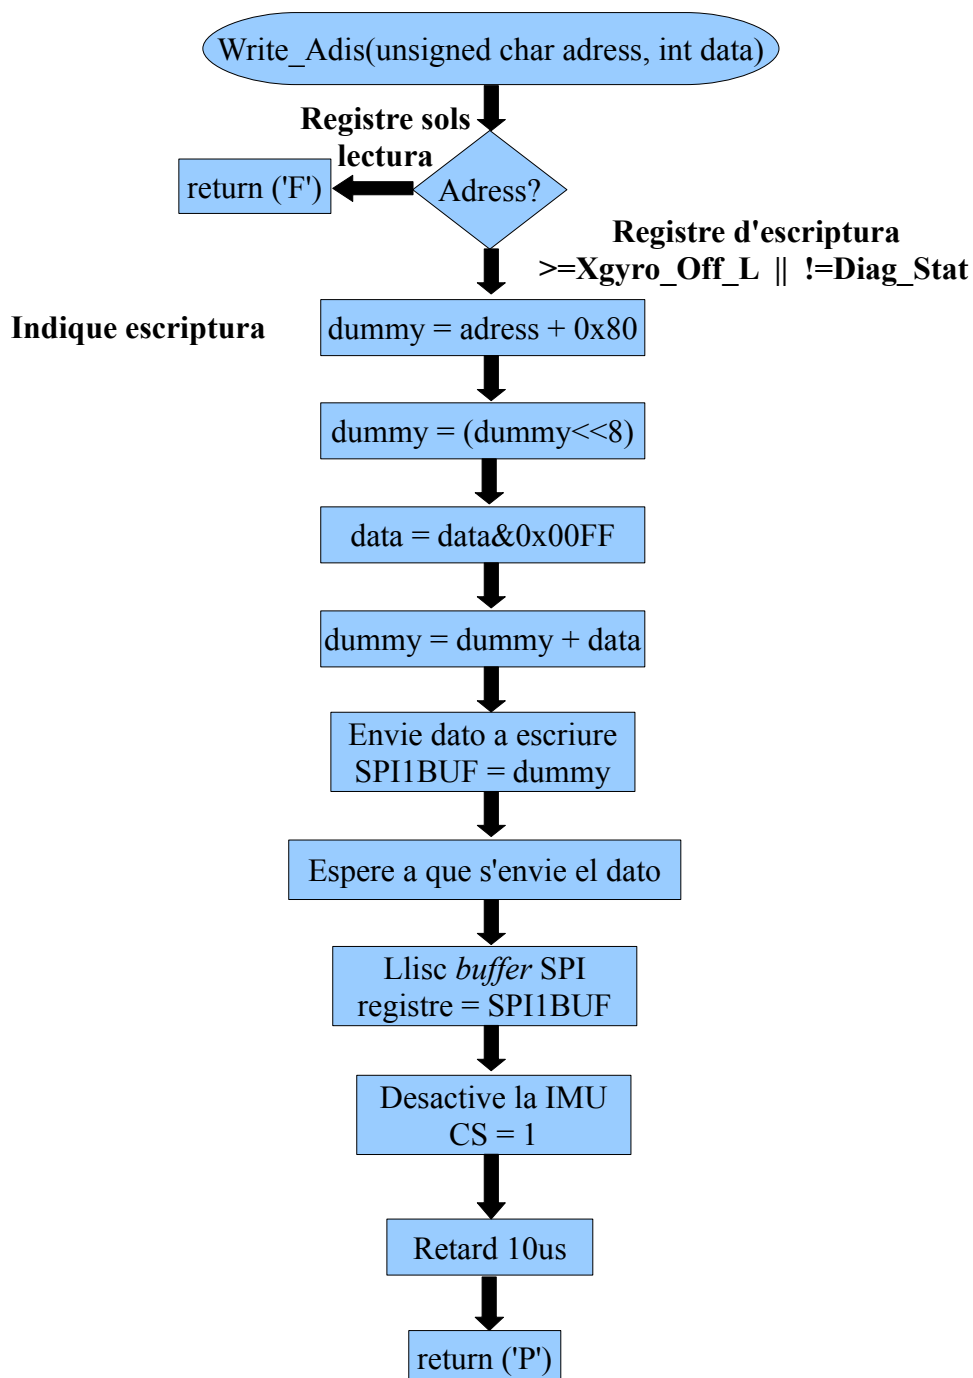 Write_Adis(unsigned char adress, int data)
Registre sols
lectura
return ('F')
Adress?
Registre d'escriptura
>=Xgyro_Off_L || !=Diag_Stat
Indique escriptura
dummy = adress + 0x80
dummy = (dummy<<8)
data = data&0x00FF
dummy = dummy + data
Envie dato a escriure
SPI1BUF = dummy
Espere a que s'envie el dato
Llisc buffer SPI
registre = SPI1BUF
Desactive la IMU
CS = 1
Retard 10us
return ('P')